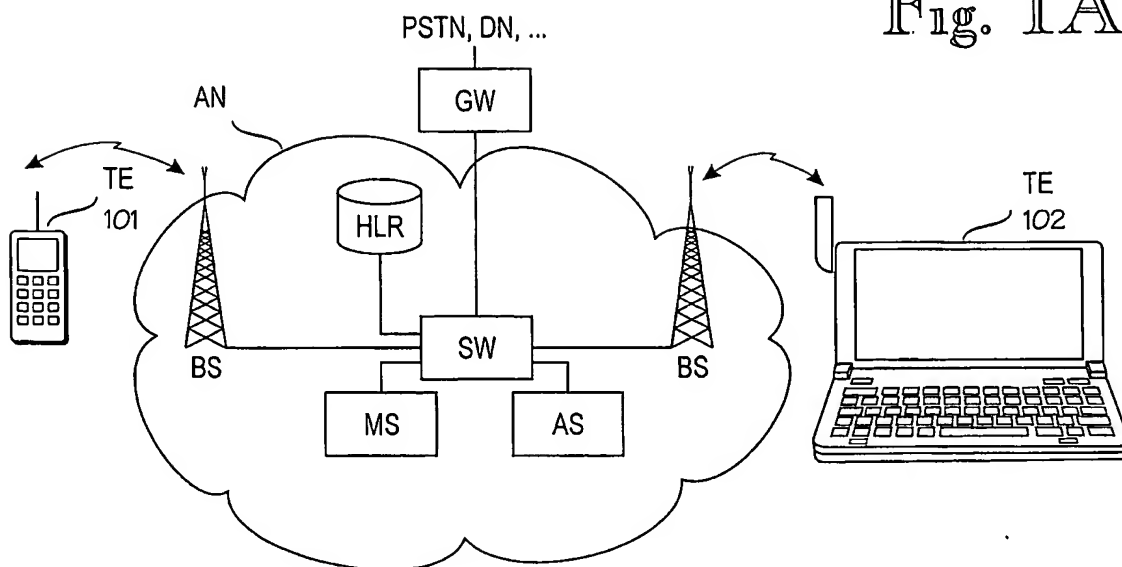 Fig. 1A
PSTN, DN, ...
GW
AN
TE
101
HLR
TE
102
SW
BS
BS
MS
AS